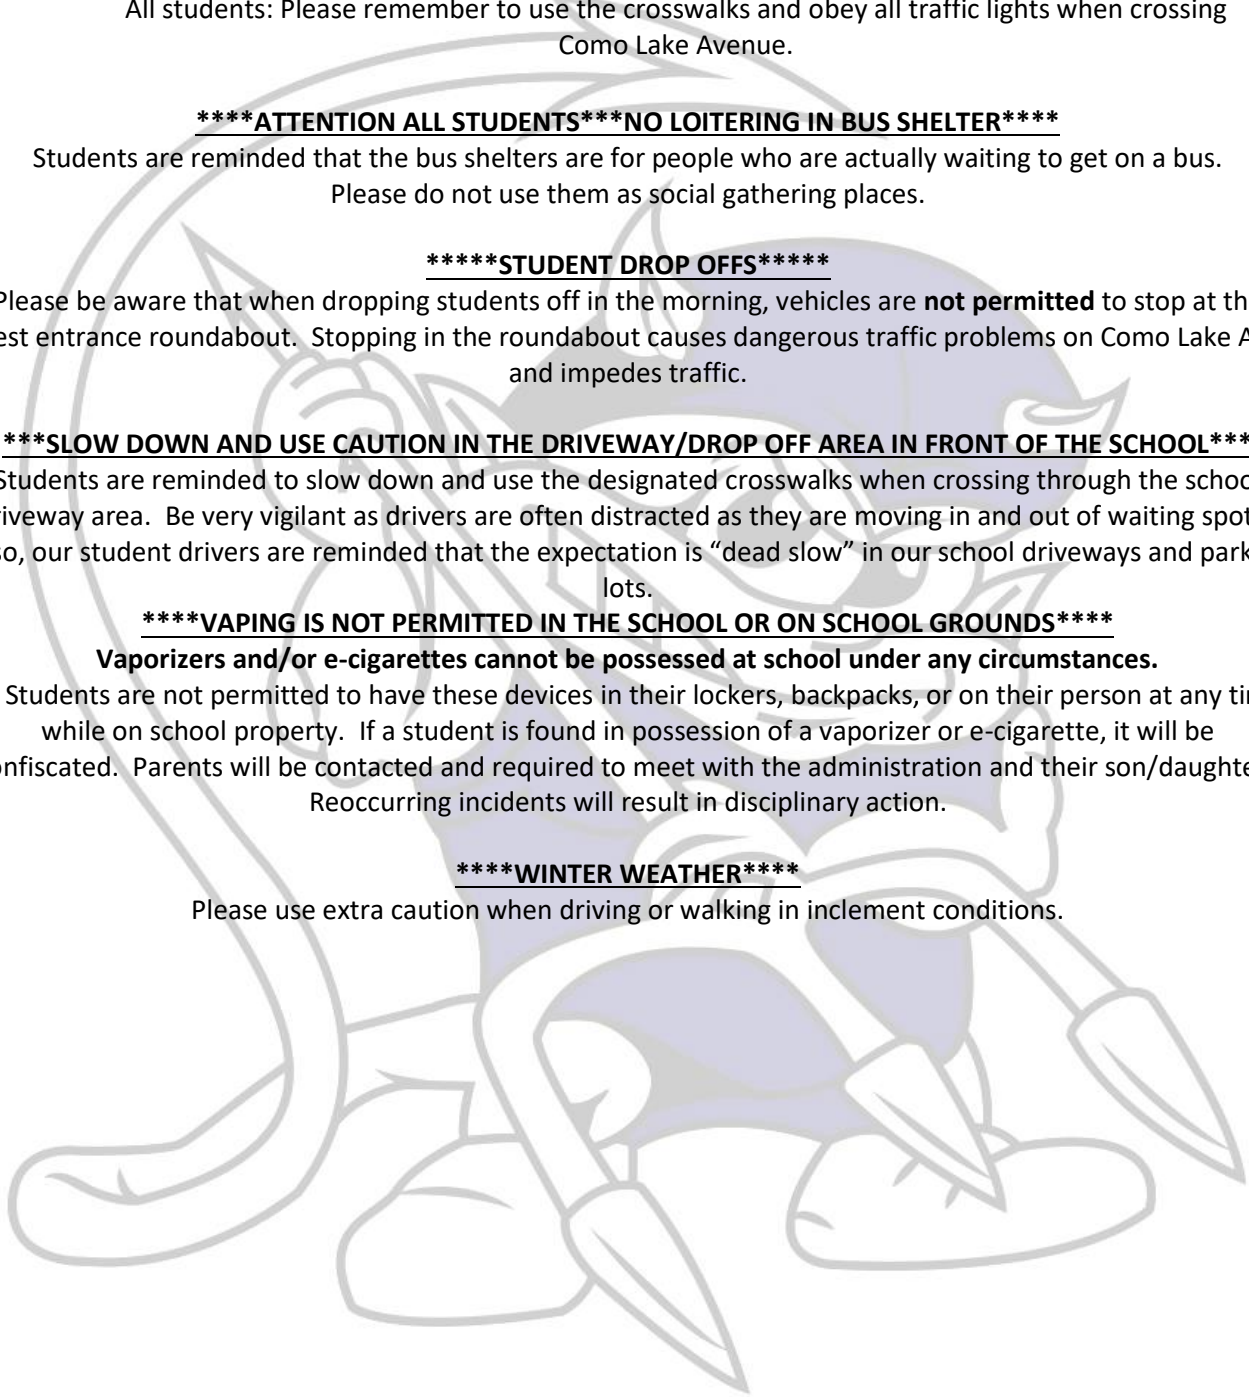 All students: Please remember to use the crosswalks and obey all traffic lights when crossing
Como Lake Avenue.
****ATTENTION ALL STUDENTS***NO LOITERING IN BUS SHELTER****
Students are reminded that the bus shelters are for people who are actually waiting to get on a bus.
Please do not use them as social gathering places.
*****STUDENT DROP OFFS*****
Please be aware that when dropping students off in the morning, vehicles are not permitted to stop at th
est entrance roundabout. Stopping in the roundabout causes dangerous traffic problems on Como Lake A
and impedes traffic.
***SLOW DOWN AND USE CAUTION IN THE DRIVEWAY/DROP OFF AREA IN FRONT OF THE SCHOOL***
Students are reminded to slow down and use the designated crosswalks when crossing through the schoo
riveway area. Be very vigilant as drivers are often distracted as they are moving in and out of waiting spot
so, our student drivers are reminded that the expectation is “dead slow” in our school driveways and park
lots.
****VAPING IS NOT PERMITTED IN THE SCHOOL OR ON SCHOOL GROUNDS****
Vaporizers and/or e-cigarettes cannot be possessed at school under any circumstances.
Students are not permitted to have these devices in their lockers, backpacks, or on their person at any tir
while on school property. If a student is found in possession of a vaporizer or e-cigarette, it will be
onfiscated. Parents will be contacted and required to meet with the administration and their son/daughte
Reoccurring incidents will result in disciplinary action.
****WINTER WEATHER****
Please use extra caution when driving or walking in inclement conditions.